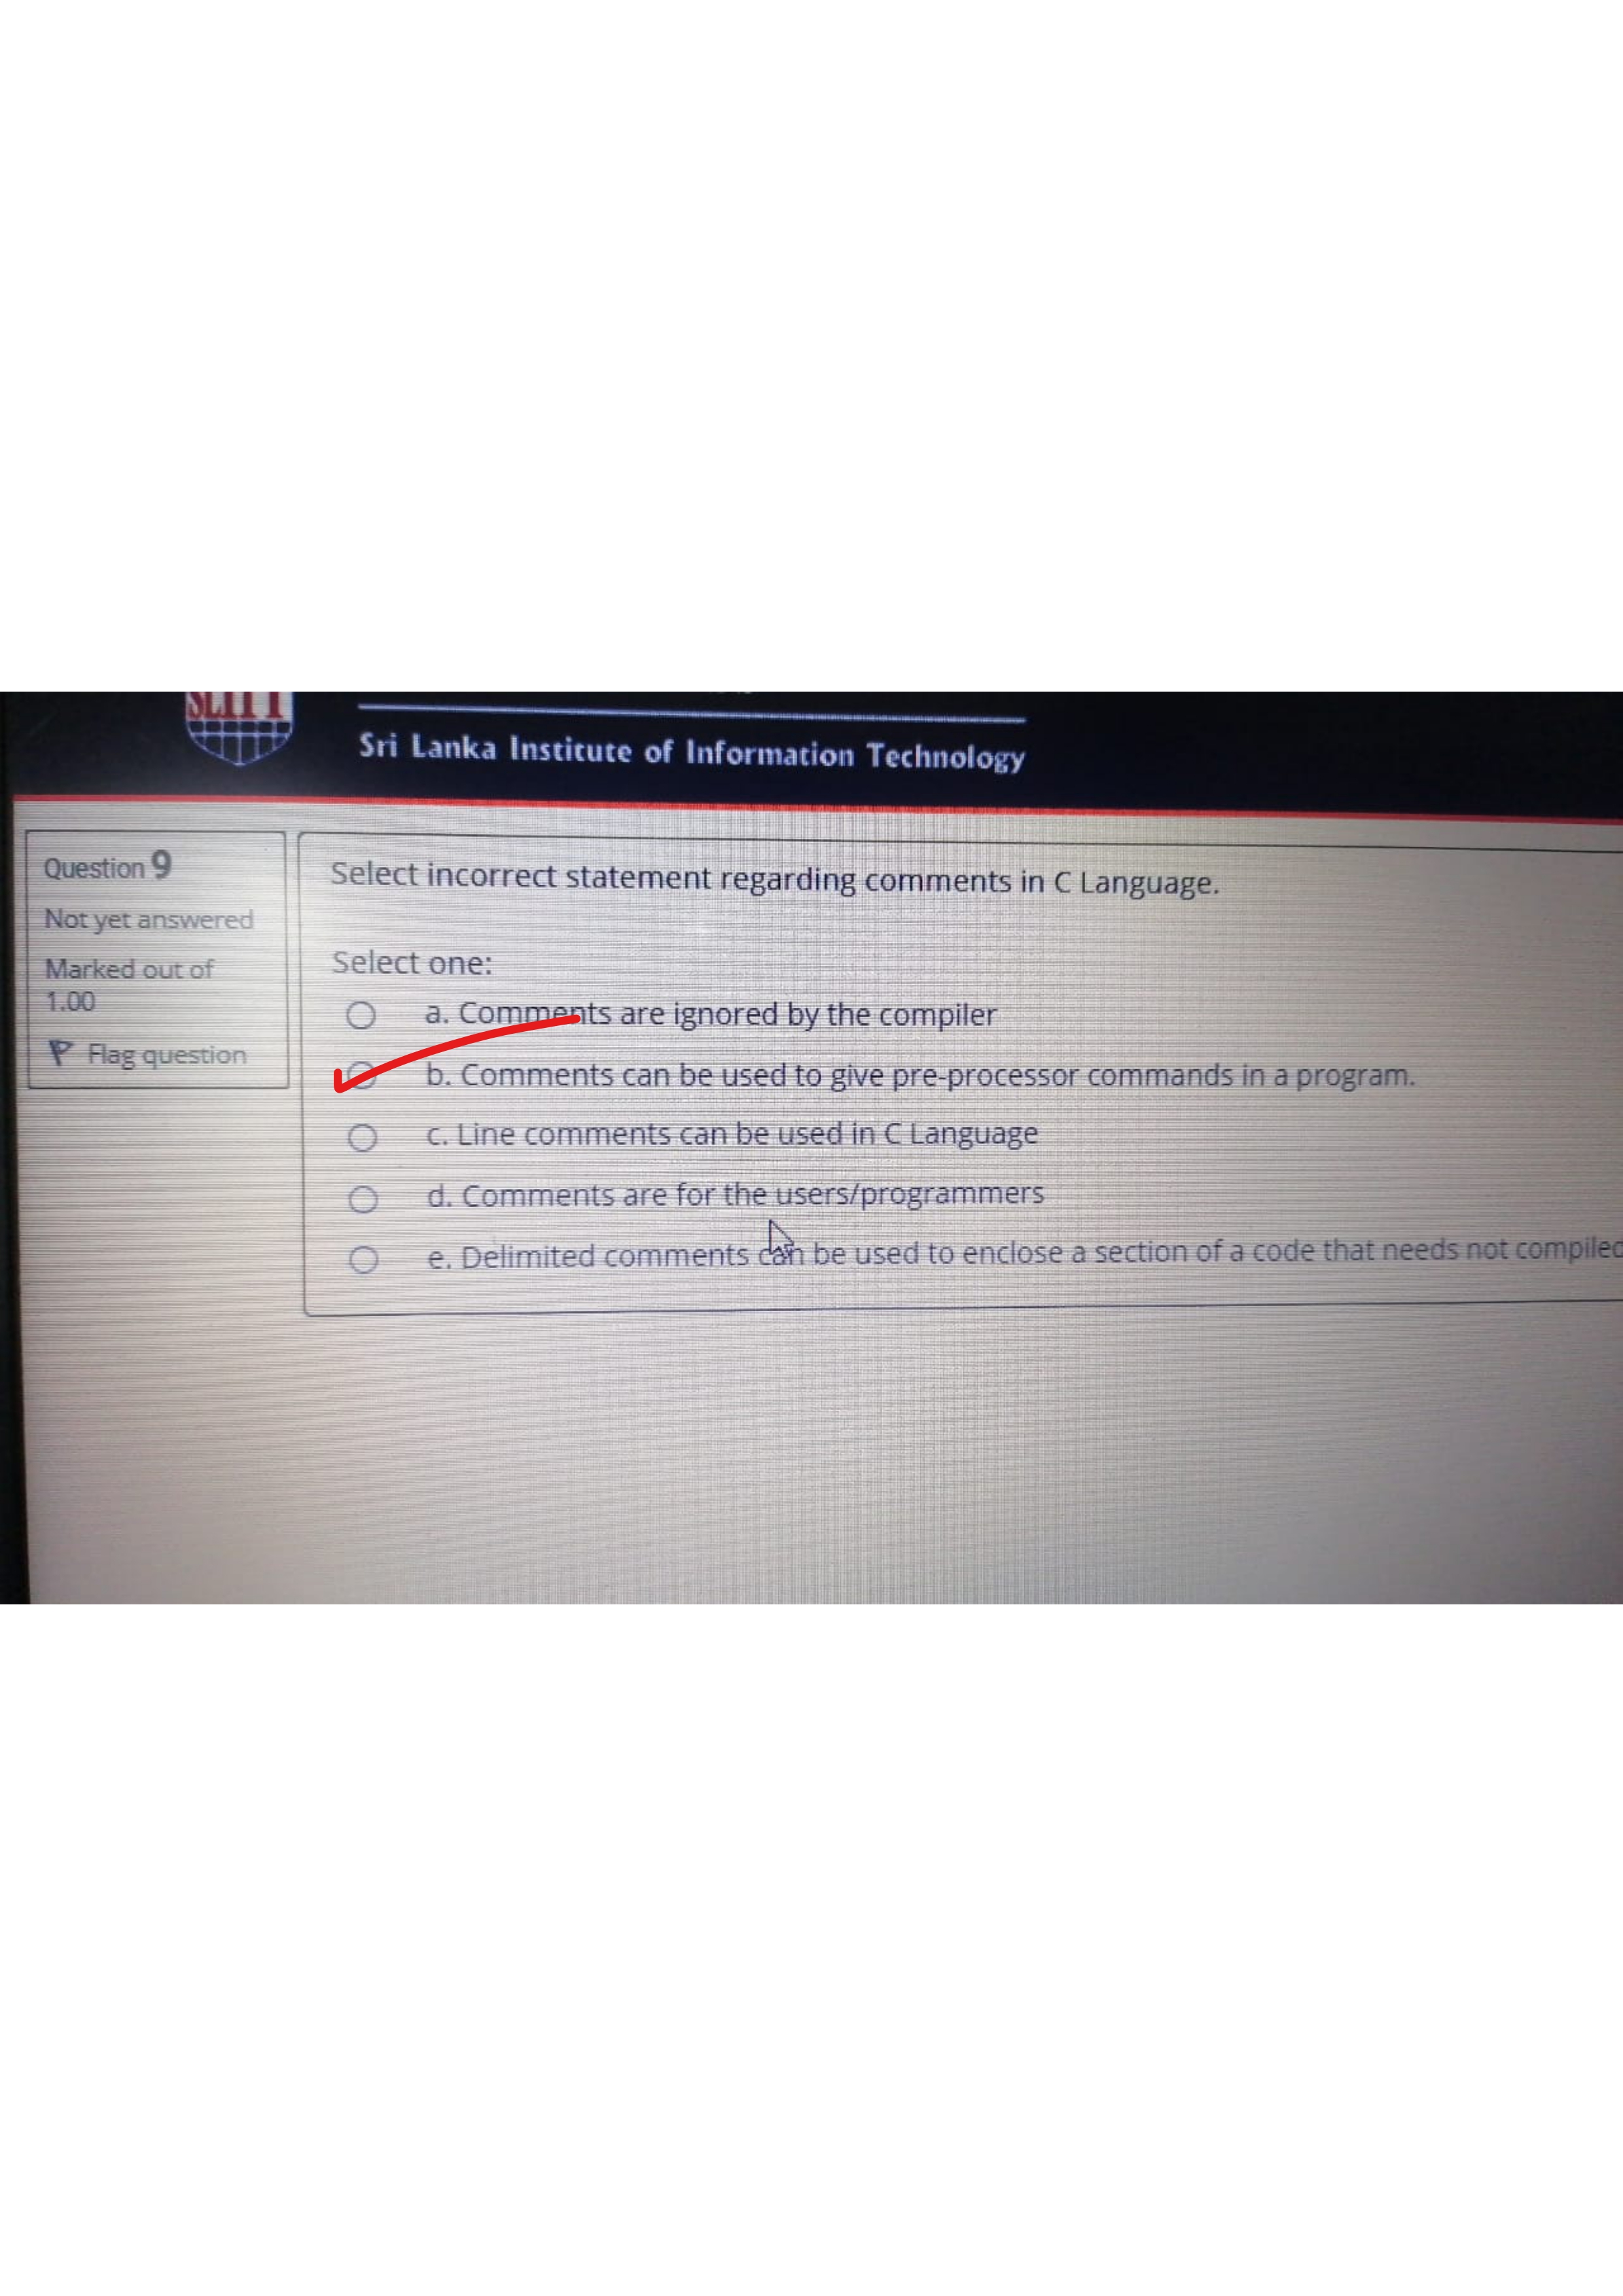 SLIIT
Sri Lanka Institute of Information Technology
Question 9
Not yet answered
Marked out of
1.00
Flag question
Select incorrect statement regarding comments in C Language.
Select one:
a. Comments are ignored by the compiler
b. Comments can be used to give pre-processor commands in a program.
c. Line comments can be used in C Language
d. Comments are for the users/programmers
e. Delimited comments can be used to enclose a section of a code that needs not compiled